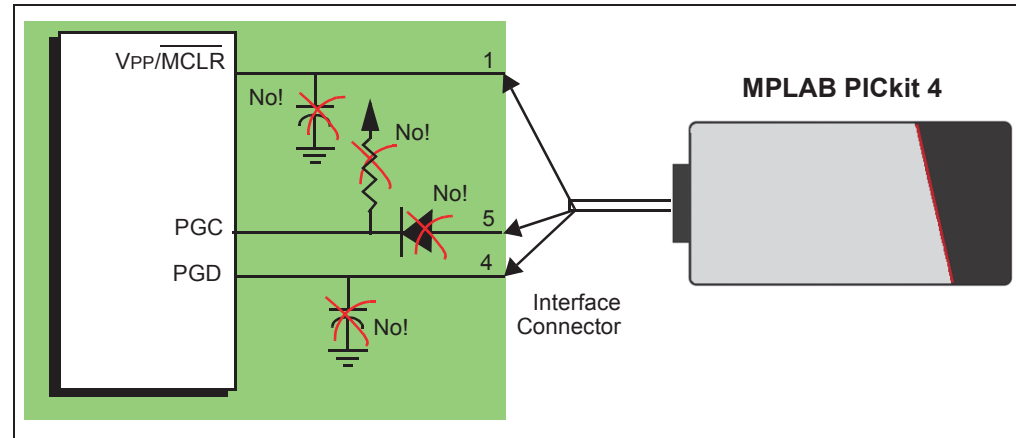 VPP/MCLR
1
No!
No!
MPLAB PICkit 4
No!
PGC
5
PGD
4
No!
Interface
Connector